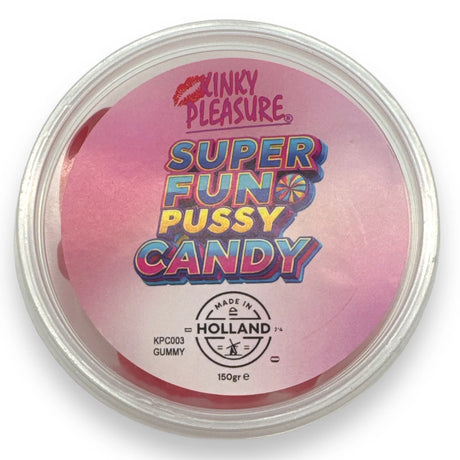 KINKY
PLEASURE®
SUPER
FUN
PUSSY
CANDY
MADE IN
HOLLAND
KPC003
GUMMY
150gr e